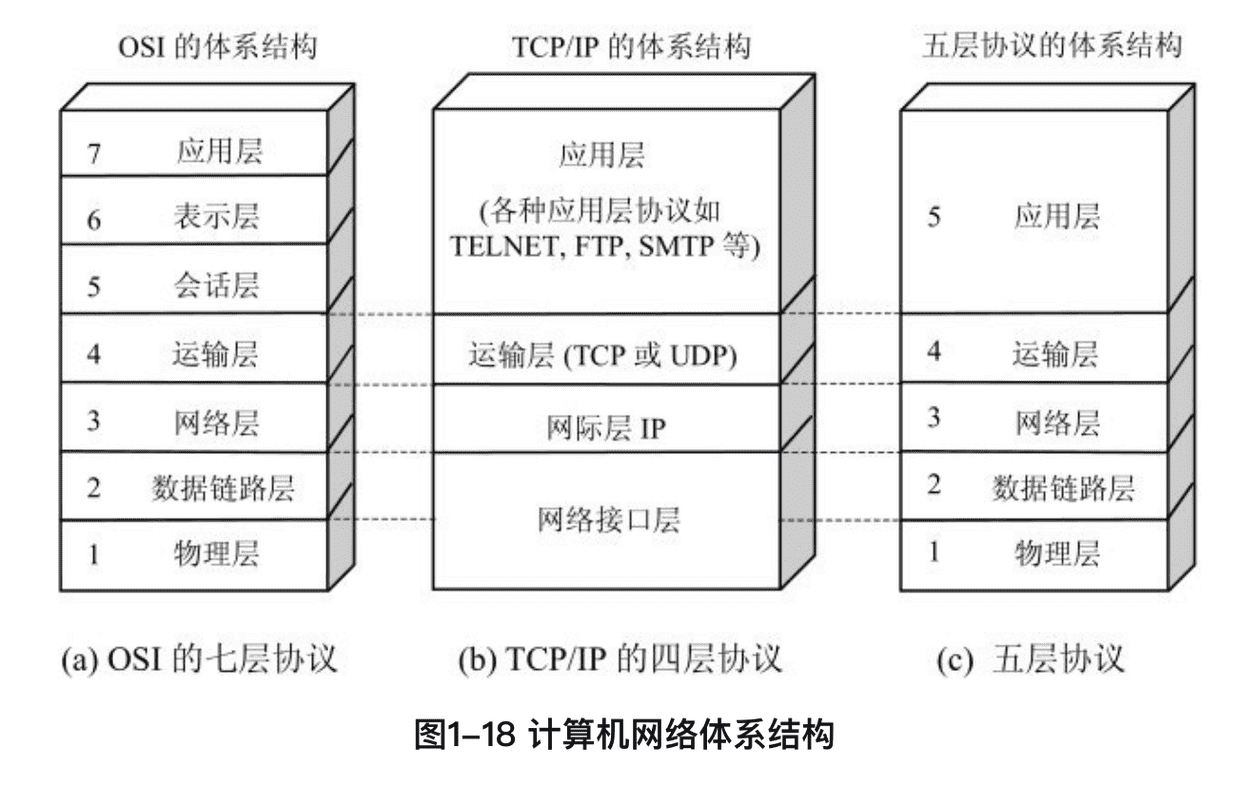 OSI 的体系结构
7 应用层
6 表示层
5 会话层
4 运输层
3 网络层
2 数据链路层
1 物理层
(a) OSI 的七层协议
TCP/IP 的体系结构
应用层
(各种应用层协议如
TELNET, FTP, SMTP 等)
运输层 (TCP 或 UDP)
网际层 IP
网络接口层
(b) TCP/IP 的四层协议
五层协议的体系结构
5 应用层
4 运输层
3 网络层
2 数据链路层
1 物理层
(c) 五层协议
图1-18 计算机网络体系结构